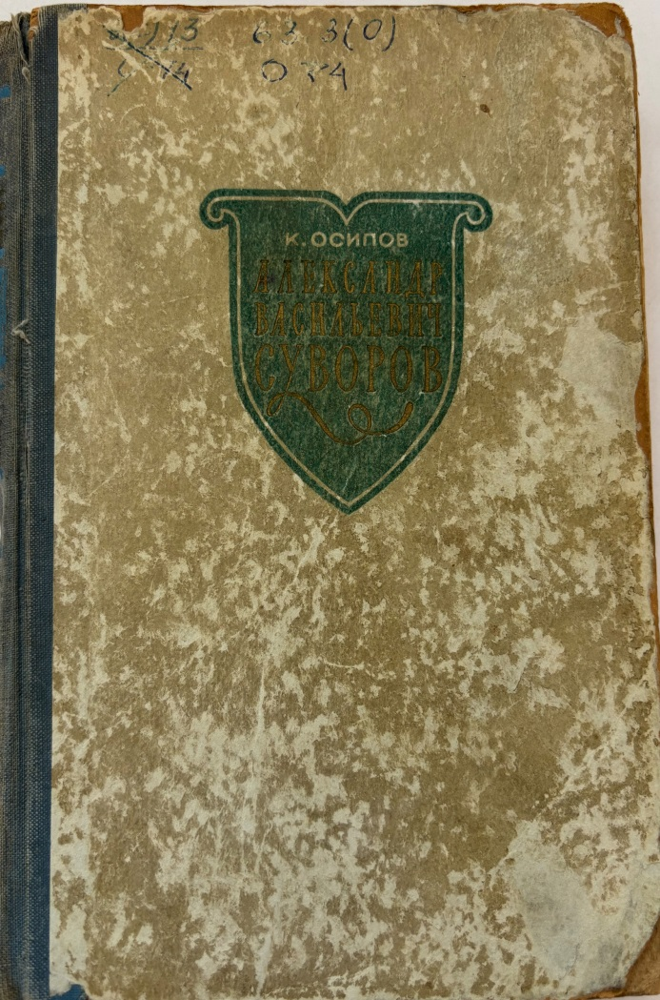 63 3(0)
О 74
К. ОСИПОВ
АЛЕКСАНДР
ВАСИЛЬЕВИЧ
СУВОРОВ